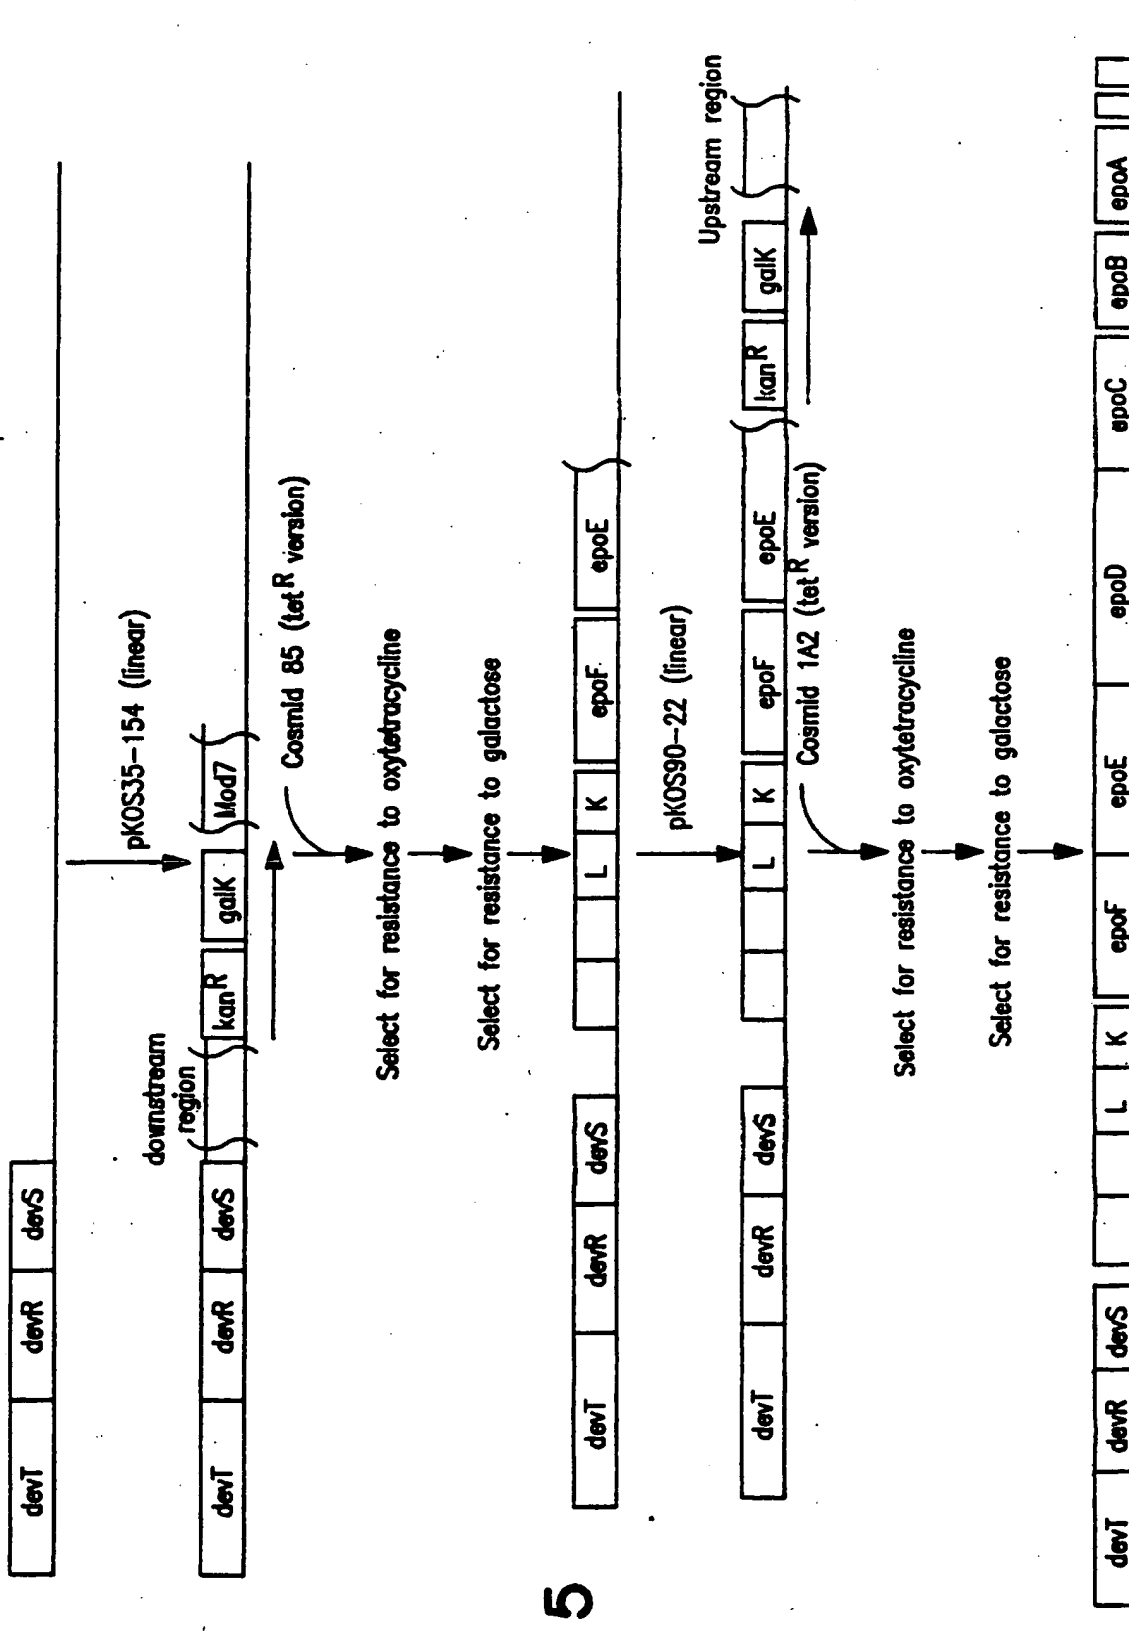 devT devR devS
pKOS35-154 (linear)
downstream
region
devT devR devS kanR galK Mod7
Cosmid 85 (tetR version)
Select for resistance to oxytetracycline
Select for resistance to galactose
devT devR devS L K epoF epoE
pKOS90-22 (linear)
Upstream region
devT devR devS L K epoF epoE kanR galK
Cosmid 1A2 (tetR version)
Select for resistance to oxytetracycline
Select for resistance to galactose
devT devR devS L K epoF epoE epoD epoC epoB epoA
5